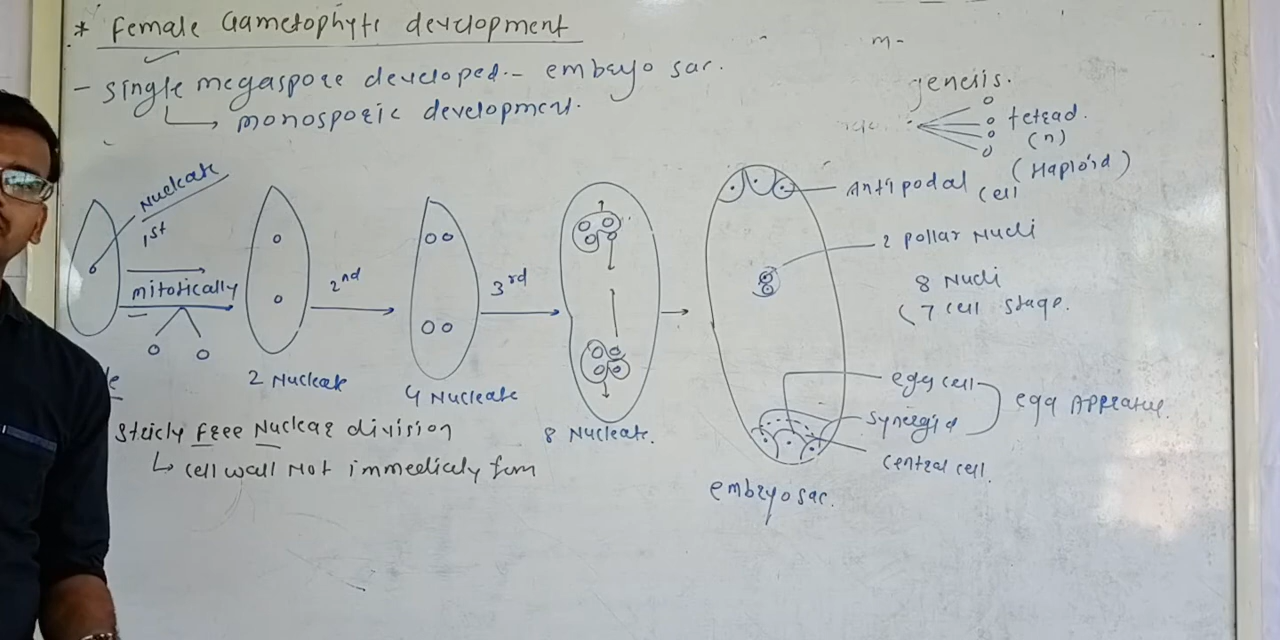 * Female Gametophyte development
- single megaspore developed.- embryo sac.
monosporic development.
m-
genesis.
tetrad.
(n)
(Haploid)
Nucleate
1st
mitotically
2nd
3rd
2 Nucleate
4 Nucleate
8 Nucleate.
Antipodal cell
2 pollar Nucli
8 Nucli
(7 cell stage.
egg cell
synergid
egg Appratus.
central cell.
embryo sac.
stricly Free Nuclear division
cell wall Not immedicaly form